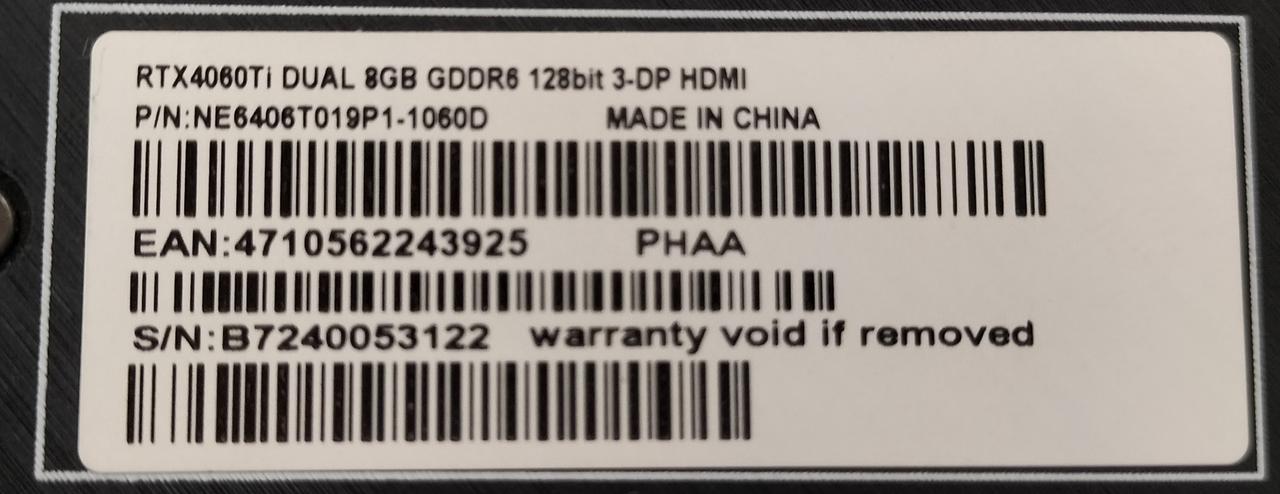 RTX4060Ti DUAL 8GB GDDR6 128bit 3-DP HDMI
P/N:NE6406T019P1-1060D MADE IN CHINA
EAN:4710562243925 PHAA
S/N:B7240053122 warranty void if removed